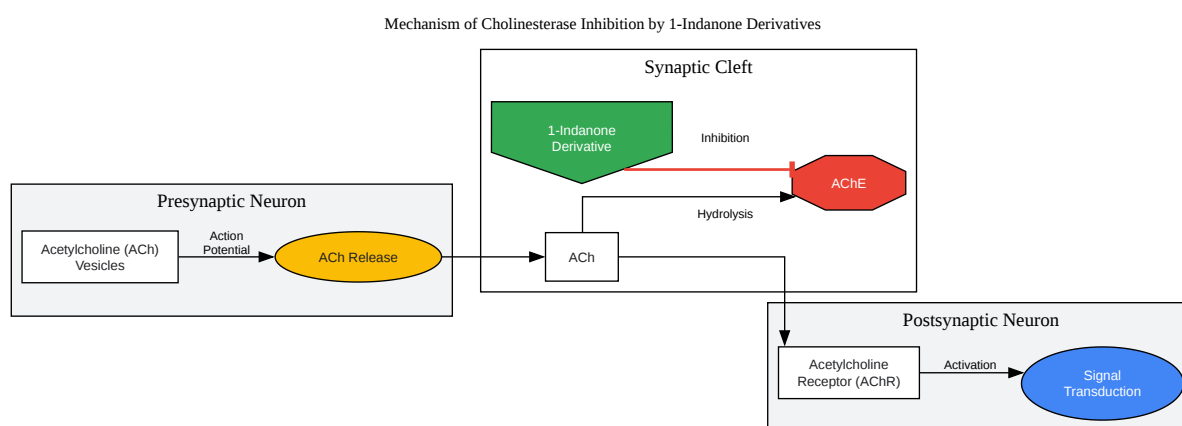 Mechanism of Cholinesterase Inhibition by 1-Indanone Derivatives
Synaptic Cleft
1-Indanone
Derivative
Inhibition
AChE
Hydrolysis
Presynaptic Neuron
Acetylcholine (ACh)
Vesicles
Action
Potential
ACh Release
ACh
Postsynaptic Neuron
Acetylcholine
Receptor (AChR)
Activation
Signal
Transduction